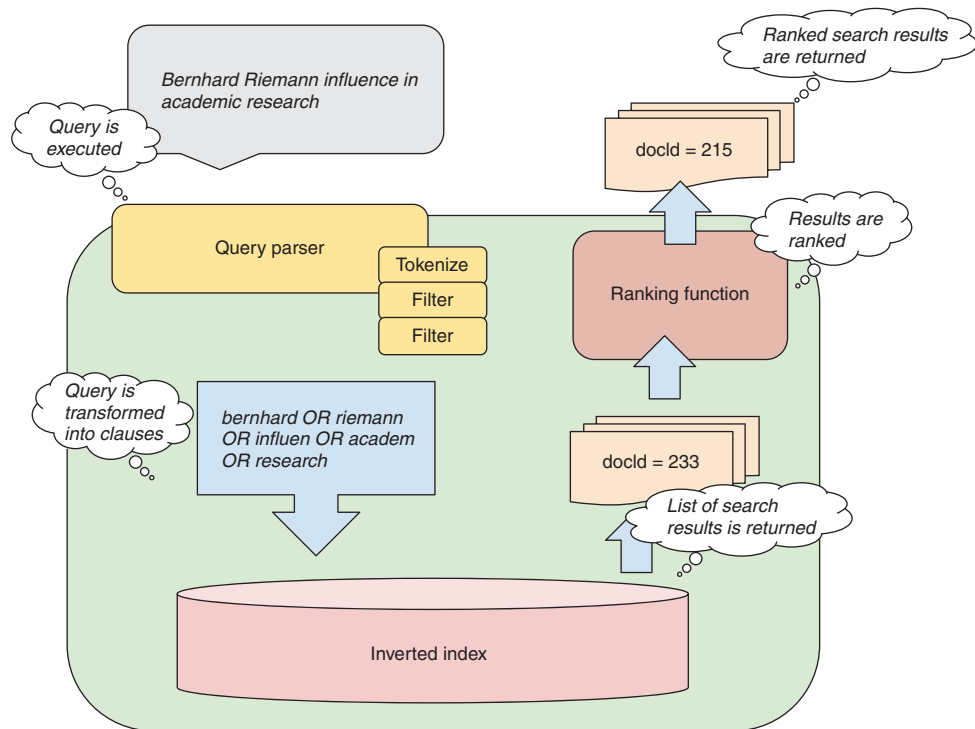 Bernhard Riemann influence in
academic research
Query is
executed
Query parser
Tokenize
Filter
Filter
Query is
transformed
into clauses
bernhard OR riemann
OR influen OR academ
OR research
Inverted index
List of search
results is returned
docId = 233
Ranking function
Results are
ranked
docId = 215
Ranked search results
are returned